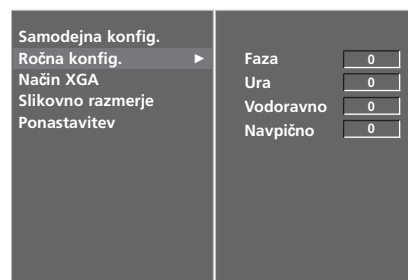 Samodejna konfig.
Ročna konfig. ►
Način XGA
Slikovno razmerje
Ponastavitev
Faza 0
Ura 0
Vodoravno 0
Navpično 0